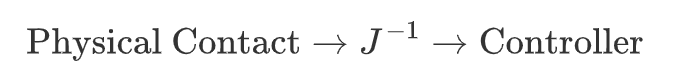 Physical Contact → J⁻¹ → Controller